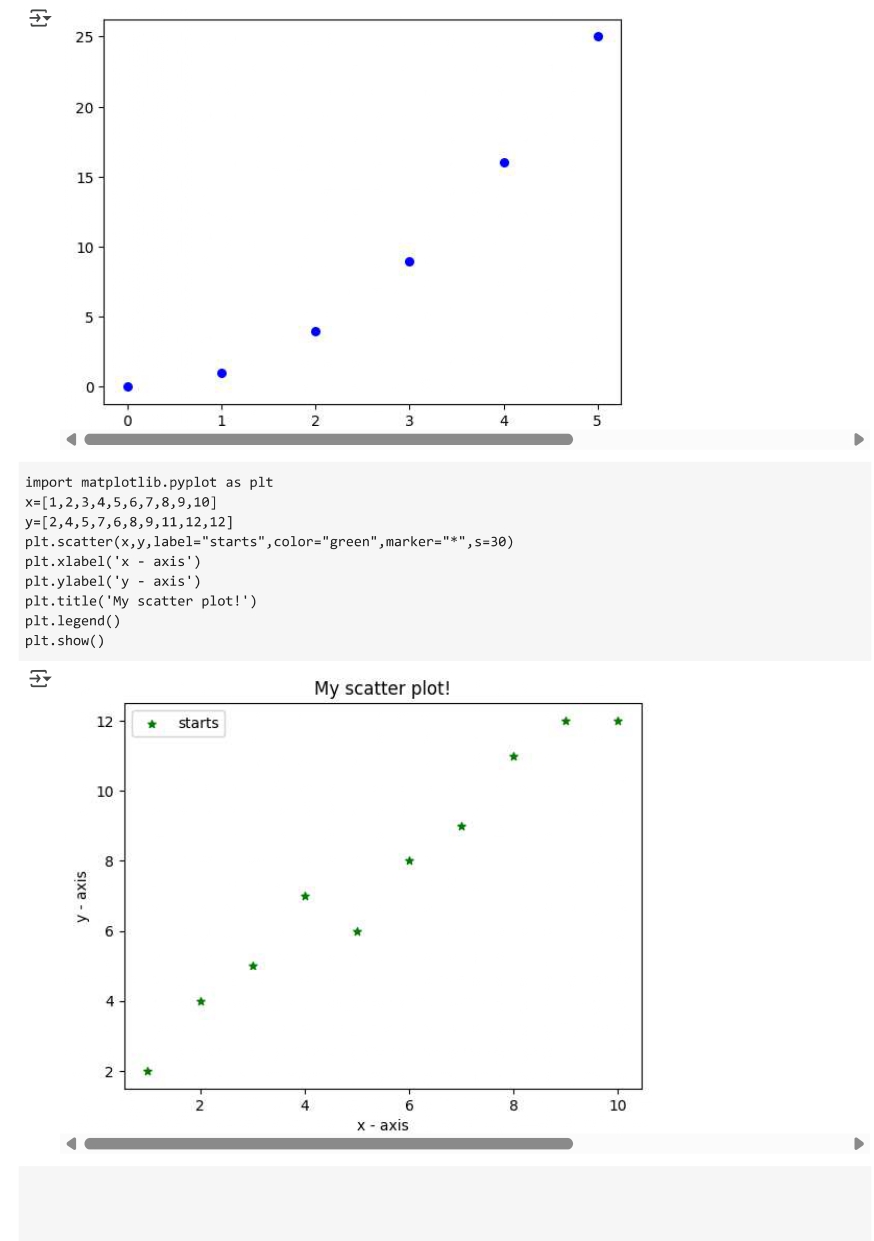 25
20
15
10
5
0
0 1 2 3 4 5
import matplotlib.pyplot as plt
x=[1,2,3,4,5,6,7,8,9,10]
y=[2,4,5,7,6,8,9,11,12,12]
plt.scatter(x,y,label="starts",color="green",marker="*",s=30)
plt.xlabel('x - axis')
plt.ylabel('y - axis')
plt.title('My scatter plot!')
plt.legend()
plt.show()
My scatter plot!
starts
12
10
8
6
4
2
y - axis
2 4 6 8 10
x - axis